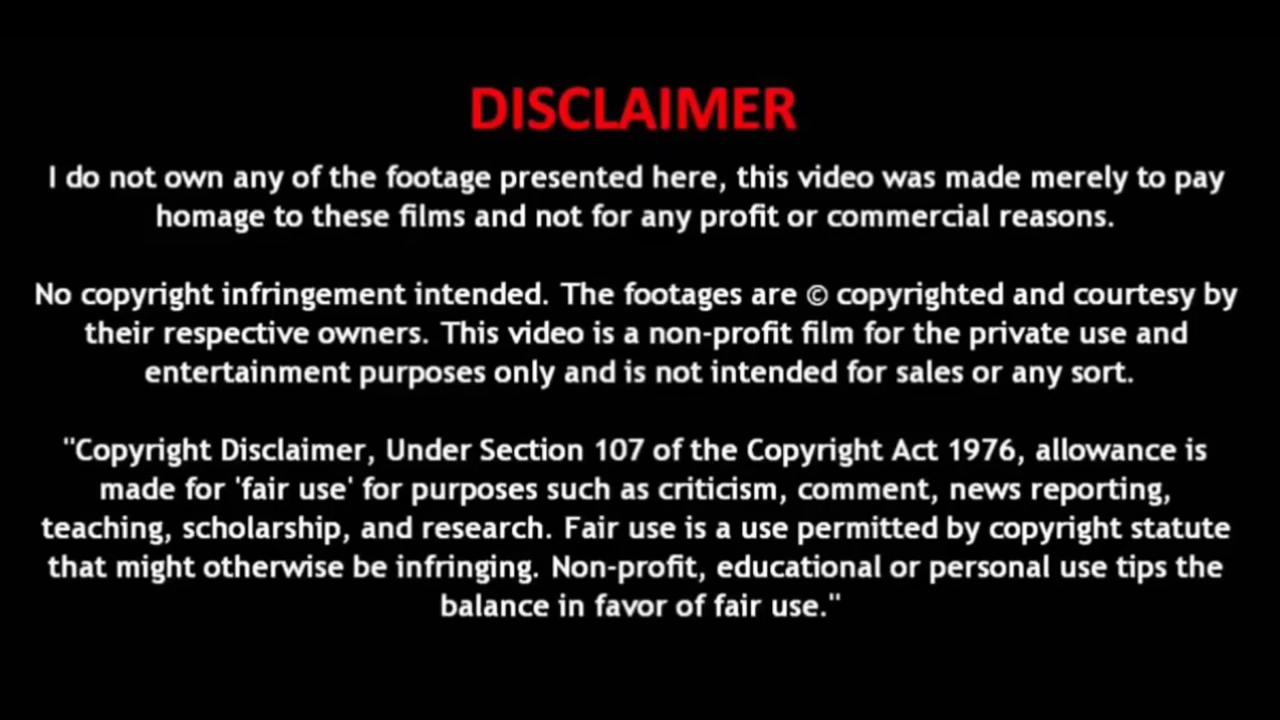 DISCLAIMER
I do not own any of the footage presented here, this video was made merely to pay
homage to these films and not for any profit or commercial reasons.
No copyright infringement intended. The footages are © copyrighted and courtesy by
their respective owners. This video is a non-profit film for the private use and
entertainment purposes only and is not intended for sales or any sort.
"Copyright Disclaimer, Under Section 107 of the Copyright Act 1976, allowance is
made for 'fair use' for purposes such as criticism, comment, news reporting,
teaching, scholarship, and research. Fair use is a use permitted by copyright statute
that might otherwise be infringing. Non-profit, educational or personal use tips the
balance in favor of fair use."